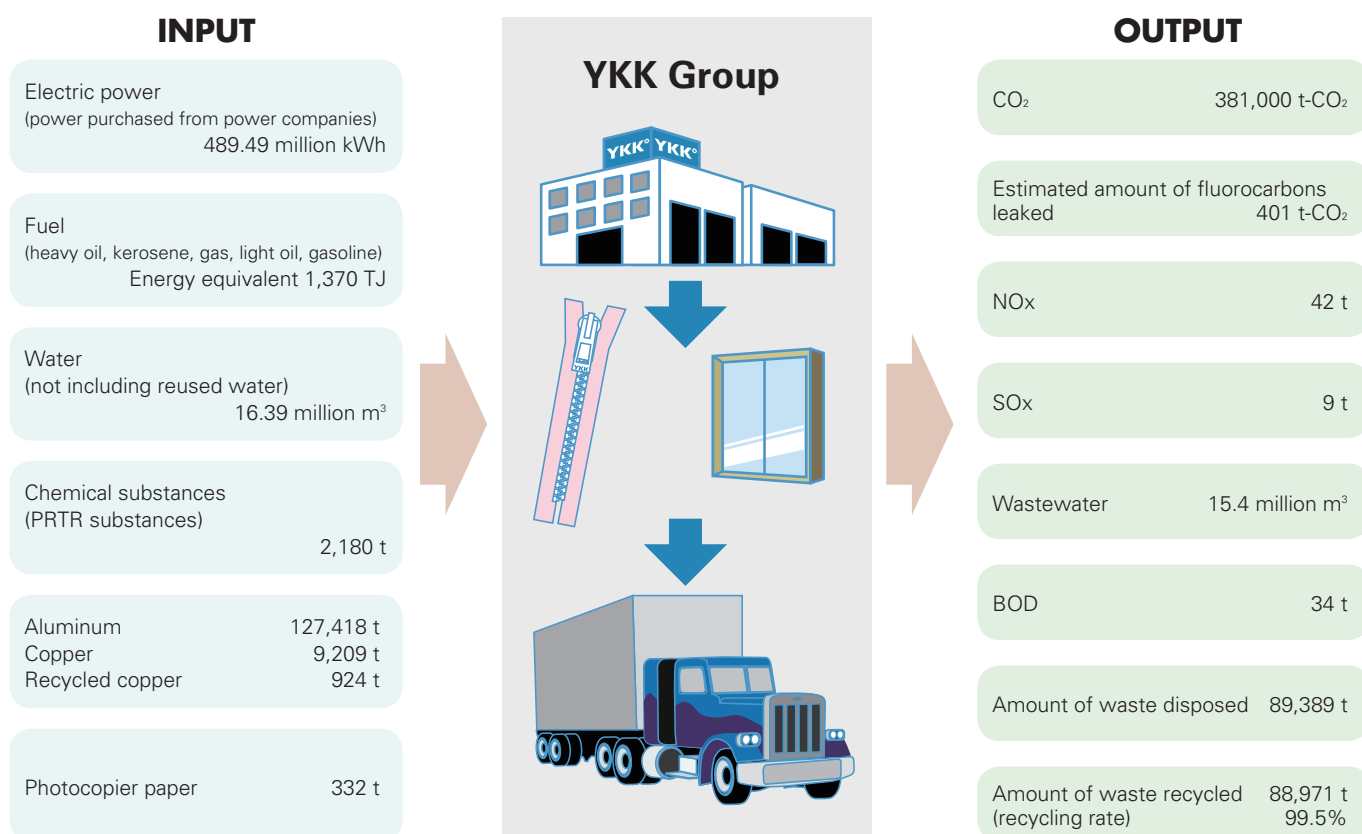 INPUT
Electric power
(power purchased from power companies)
489.49 million kWh
Fuel
(heavy oil, kerosene, gas, light oil, gasoline)
Energy equivalent 1,370 TJ
Water
(not including reused water)
16.39 million m³
Chemical substances
(PRTR substances)
2,180 t
Aluminum 127,418 t
Copper 9,209 t
Recycled copper 924 t
Photocopier paper 332 t
YKK Group
YKK° YKK°
YKK
OUTPUT
CO₂ 381,000 t-CO₂
Estimated amount of fluorocarbons
leaked 401 t-CO₂
NOx 42 t
SOx 9 t
Wastewater 15.4 million m³
BOD 34 t
Amount of waste disposed 89,389 t
Amount of waste recycled 88,971 t
(recycling rate) 99.5%